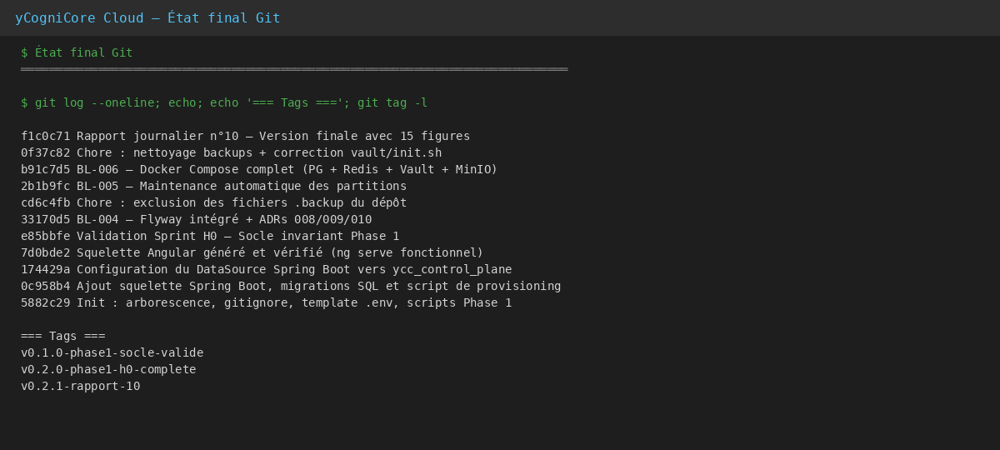 yCogniCore Cloud — État final Git
$ État final Git
══════════════════════════════════════════════════════════════════════════════
$ git log --oneline; echo; echo '=== Tags ==='; git tag -l
f1c0c71 Rapport journalier n°10 — Version finale avec 15 figures
0f37c82 Chore : nettoyage backups + correction vault/init.sh
b91c7d5 BL-006 — Docker Compose complet (PG + Redis + Vault + MinIO)
2b1b9fc BL-005 — Maintenance automatique des partitions
cd6c4fb Chore : exclusion des fichiers .backup du dépôt
33170d5 BL-004 — Flyway intégré + ADRs 008/009/010
e85bbfe Validation Sprint H0 — Socle invariant Phase 1
7d0bde2 Squelette Angular généré et vérifié (ng serve fonctionnel)
174429a Configuration du DataSource Spring Boot vers ycc_control_plane
0c958b4 Ajout squelette Spring Boot, migrations SQL et script de provisioning
5882c29 Init : arborescence, gitignore, template .env, scripts Phase 1
=== Tags ===
v0.1.0-phase1-socle-valide
v0.2.0-phase1-h0-complete
v0.2.1-rapport-10